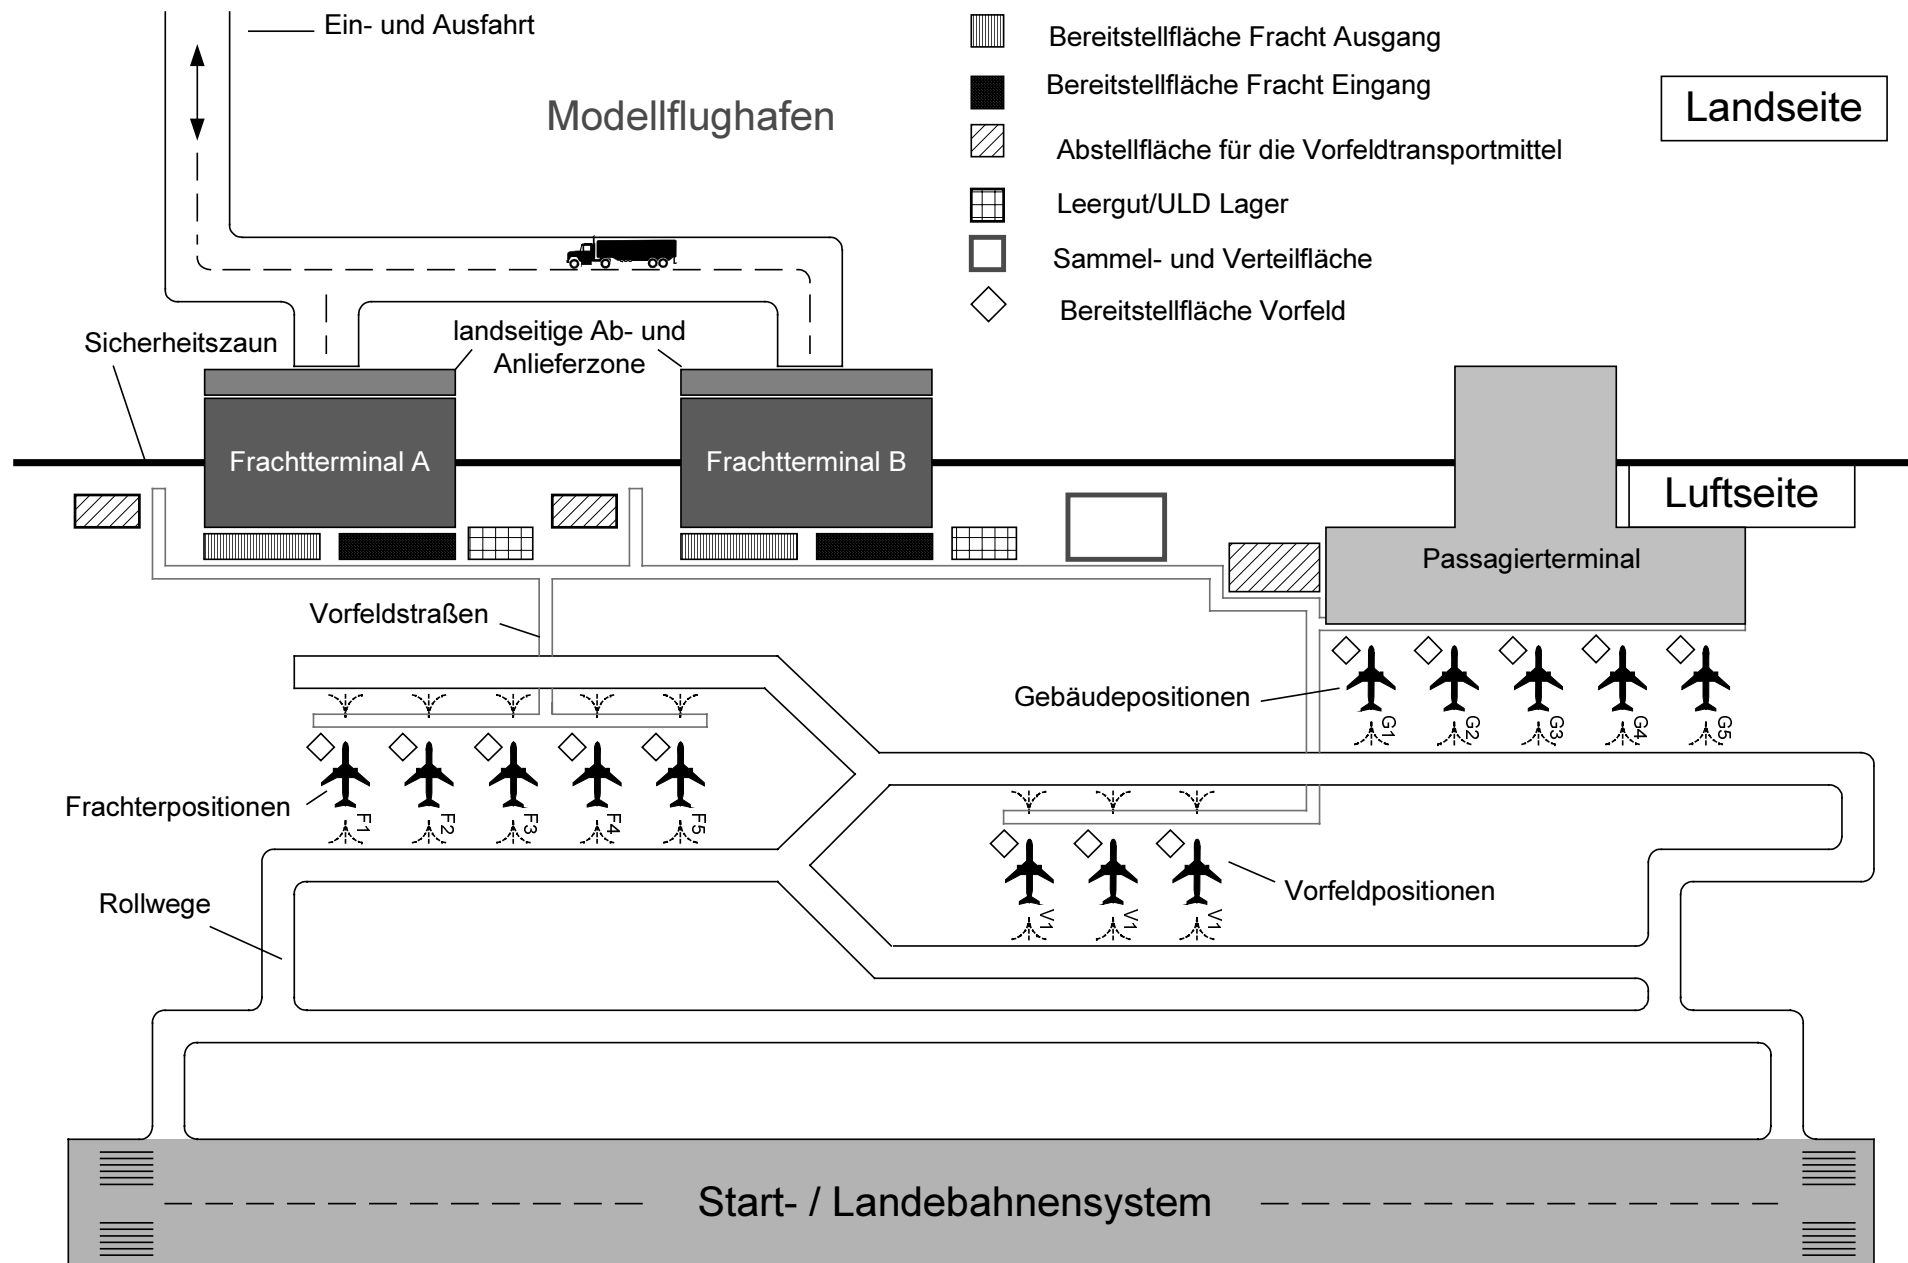 Ein- und Ausfahrt
Modellflughafen
Bereitstellfläche Fracht Ausgang
Bereitstellfläche Fracht Eingang
Abstellfläche für die Vorfeldtransportmittel
Leergut/ULD Lager
Sammel- und Verteilfläche
Bereitstellfläche Vorfeld
Landseite
Sicherheitszaun
landseitige Ab- und
Anlieferzone
Frachtterminal A
Frachtterminal B
Luftseite
Passagierterminal
Vorfeldstraßen
Gebäudepositionen
G1
G2
G3
G4
G5
Frachterpositionen
F1
F2
F3
F4
F5
Vorfeldpositionen
V1
V1
V1
Rollwege
Start- / Landebahnensystem